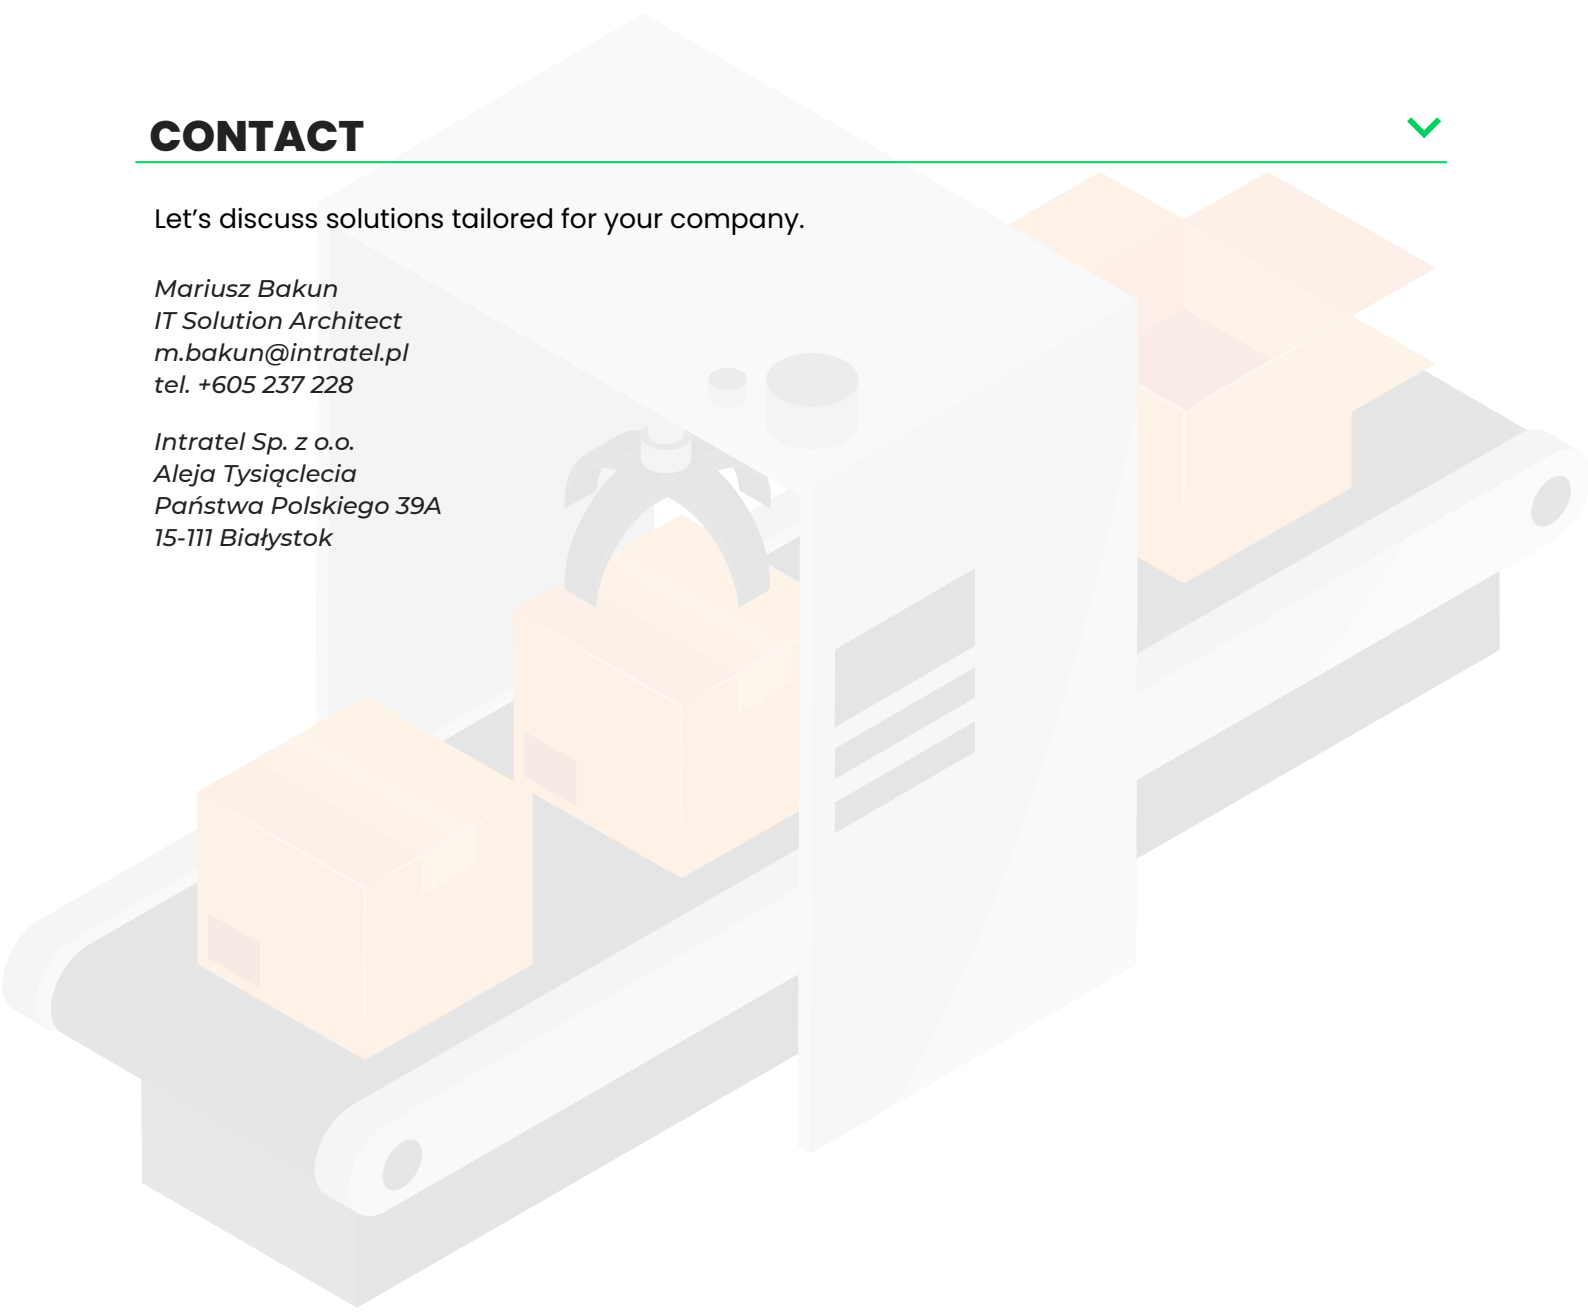 CONTACT
Let’s discuss solutions tailored for your company.
Mariusz Bakun
IT Solution Architect
m.bakun@intratel.pl
tel. +605 237 228
Intratel Sp. z o.o.
Aleja Tysiąclecia
Państwa Polskiego 39A
15-111 Białystok